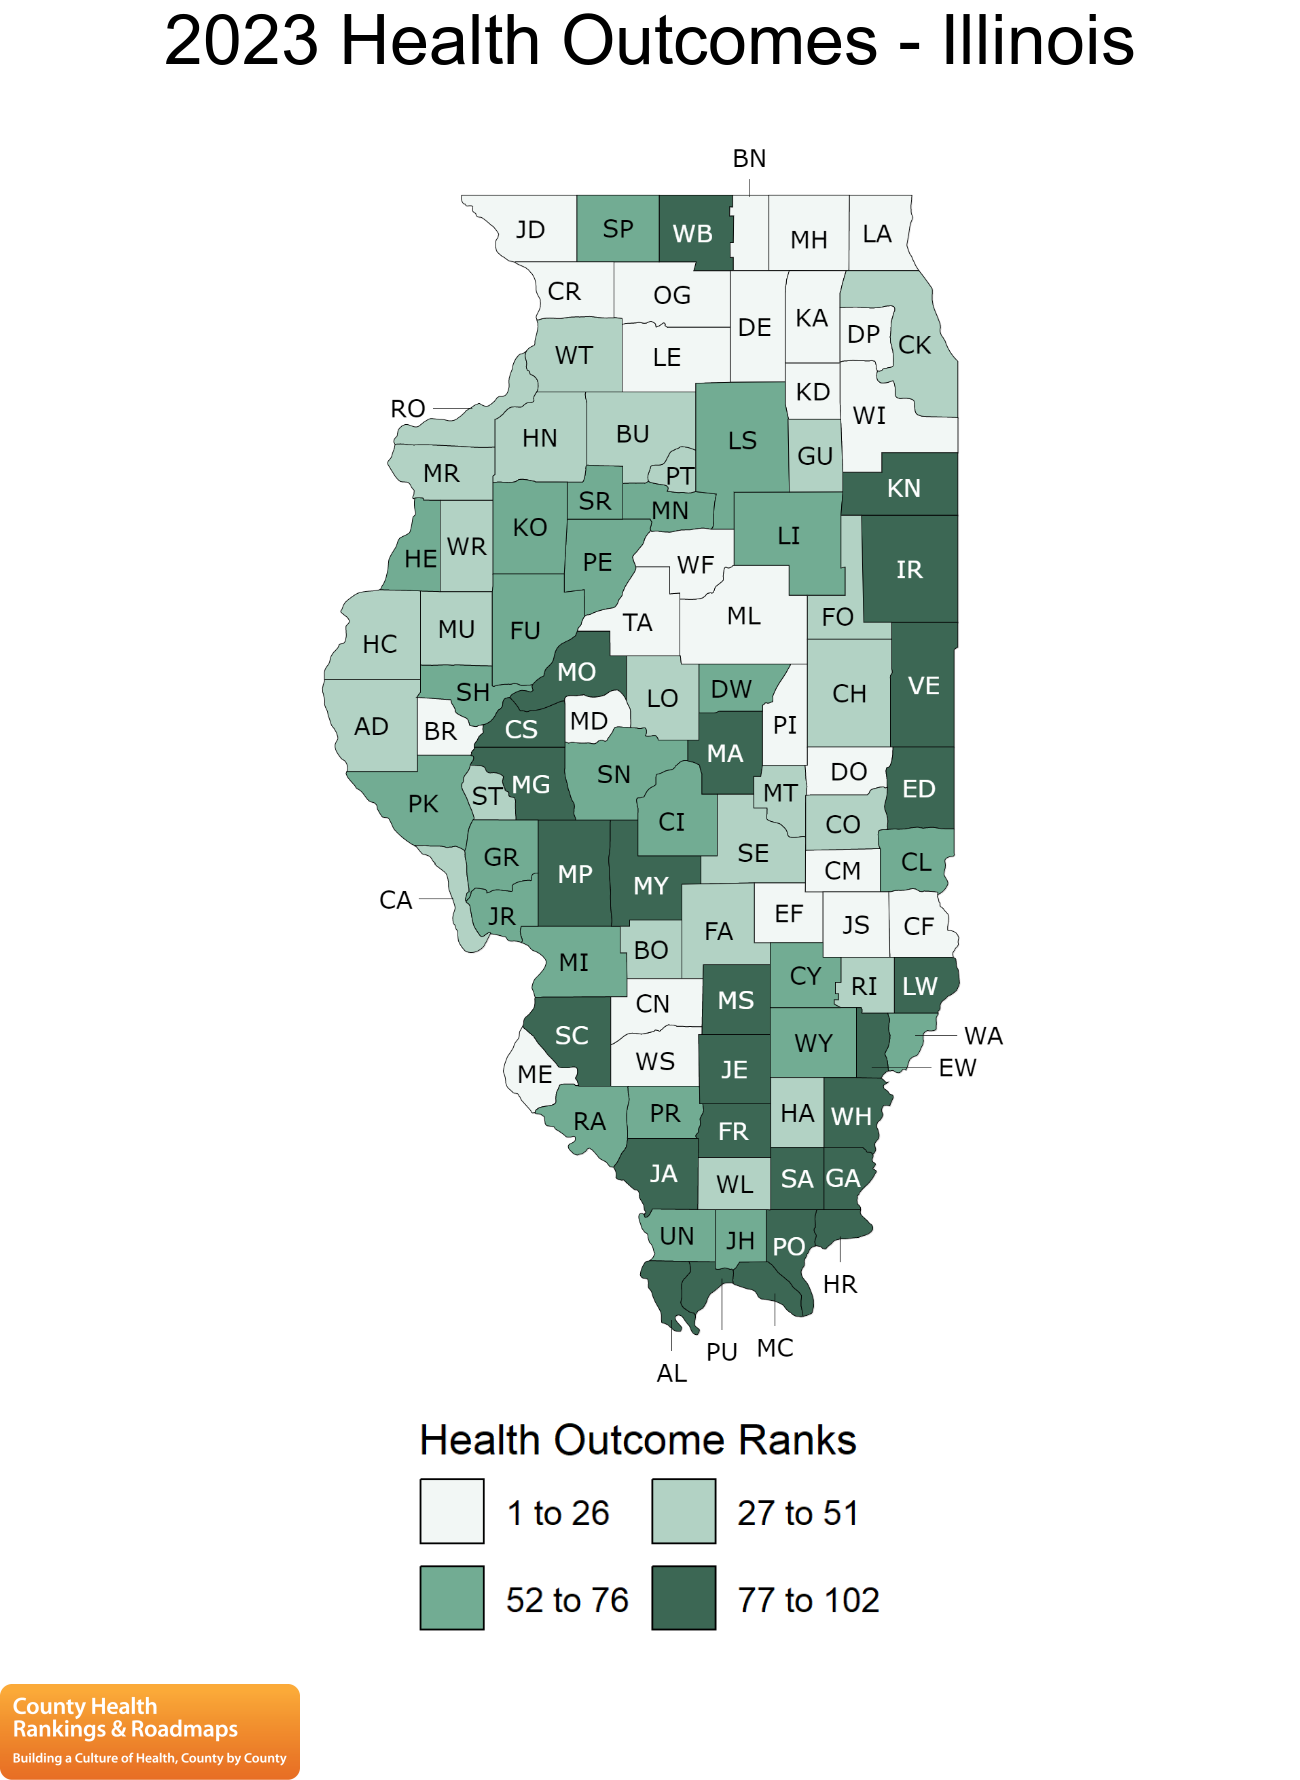 2023 Health Outcomes - Illinois
BN
JD SP WB MH LA
CR OG DE KA DP CK
WT LE
KD WI
RO
HN BU LS GU
MR PT KN
SR MN
KO LI
HE WR PE WF IR
TA ML FO
HC MU FU
MO VE
SH LO DW CH
AD BR CS MD PI
MA
SN DO
PK ST MG MT ED
CI CO
GR SE CL
MP MY CM
CA
JR FA EF JS CF
MI BO CY RI LW
CN MS
SC WY WA
ME WS JE EW
RA PR FR HA WH
JA WL SA GA
UN JH PO
HR
AL PU MC
Health Outcome Ranks
1 to 26 27 to 51
52 to 76 77 to 102
County Health
Rankings & Roadmaps
Building a Culture of Health, County by County